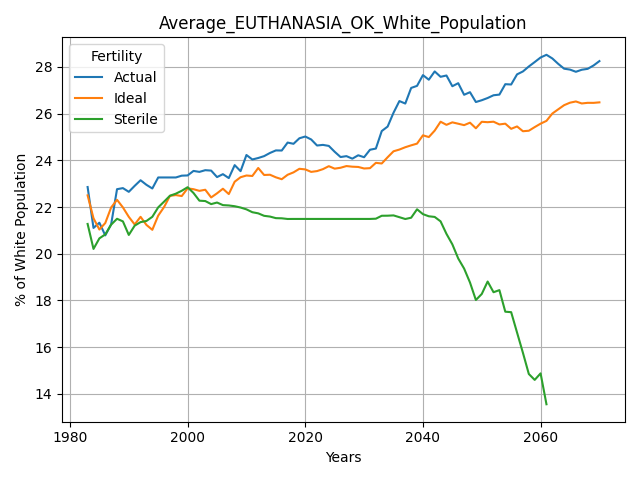 Average_EUTHANASIA_OK_White_Population
Fertility
Actual
Ideal
Sterile
% of White Population
28
26
24
22
20
18
16
14
1980
2000
2020
2040
2060
Years